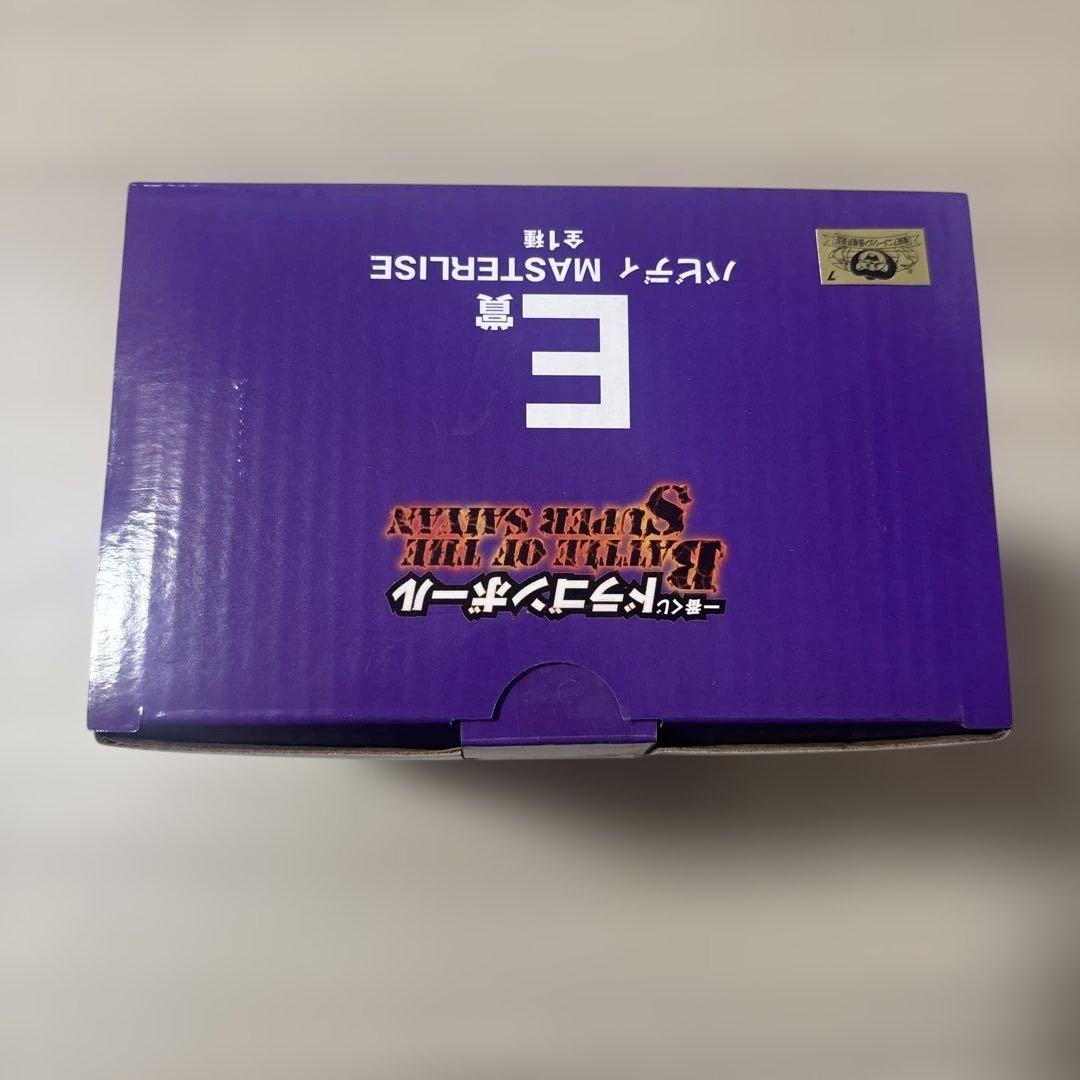 一番くじ ドラゴンボール
BATTLE OF THE
SUPER SAIYAN
E賞
バビディ MASTERLISE
全1種